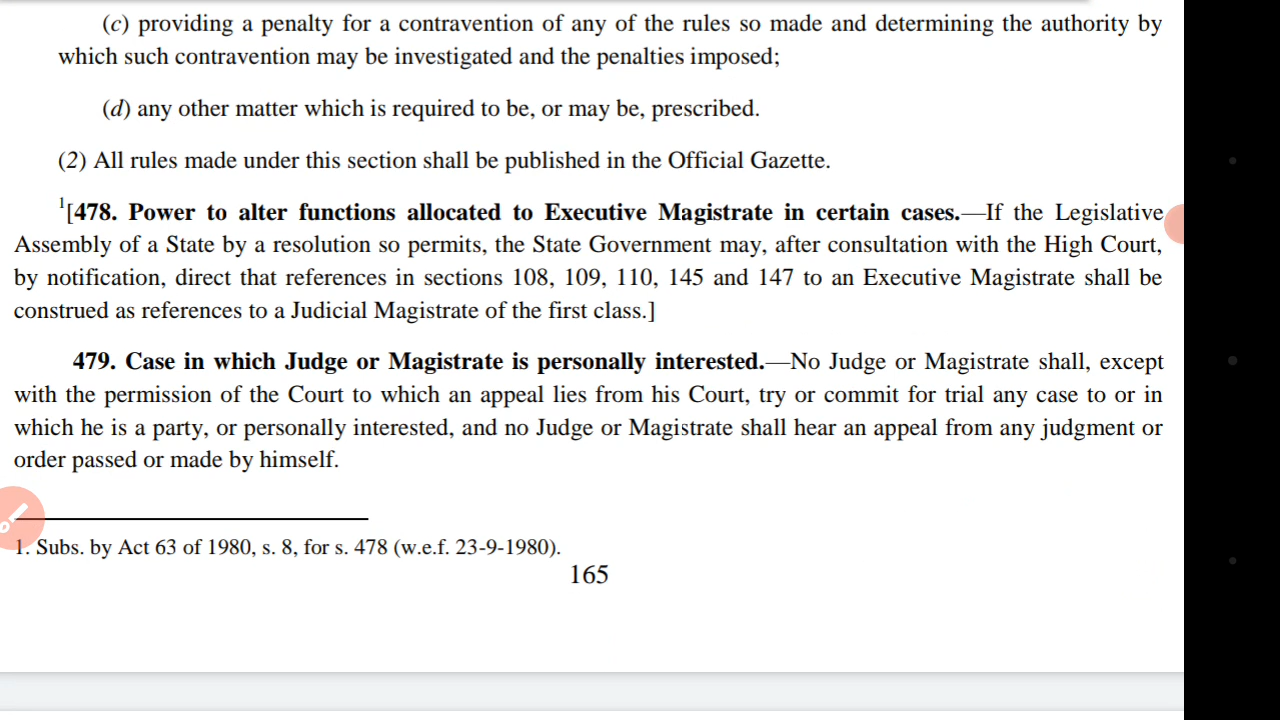 (c) providing a penalty for a contravention of any of the rules so made and determining the authority by
which such contravention may be investigated and the penalties imposed;
(d) any other matter which is required to be, or may be, prescribed.
(2) All rules made under this section shall be published in the Official Gazette.
1[478. Power to alter functions allocated to Executive Magistrate in certain cases.—If the Legislative
Assembly of a State by a resolution so permits, the State Government may, after consultation with the High Court,
by notification, direct that references in sections 108, 109, 110, 145 and 147 to an Executive Magistrate shall be
construed as references to a Judicial Magistrate of the first class.]
479. Case in which Judge or Magistrate is personally interested.—No Judge or Magistrate shall, except
with the permission of the Court to which an appeal lies from his Court, try or commit for trial any case to or in
which he is a party, or personally interested, and no Judge or Magistrate shall hear an appeal from any judgment or
order passed or made by himself.
1. Subs. by Act 63 of 1980, s. 8, for s. 478 (w.e.f. 23-9-1980).
165